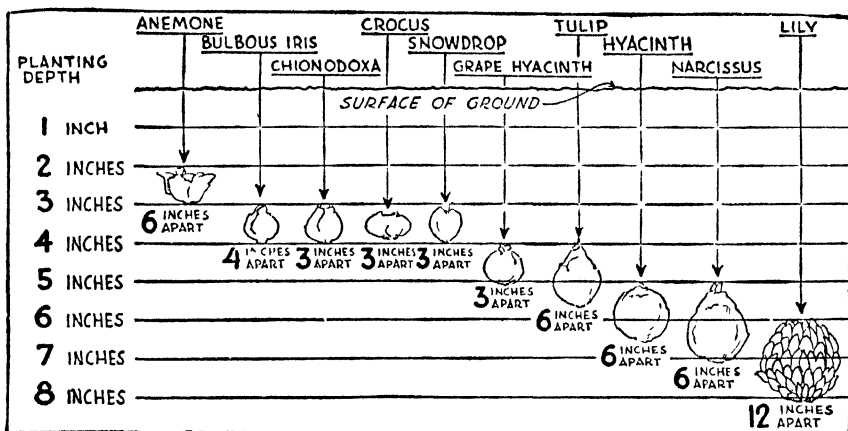 ANEMONE
CROCUS
TULIP
LILY
BULBOUS IRIS
SNOWDROP
HYACINTH
CHIONODOXA
GRAPE HYACINTH
NARCISSUS
PLANTING
DEPTH
SURFACE OF GROUND
1 INCH
2 INCHES
3 INCHES
4 INCHES
5 INCHES
6 INCHES
7 INCHES
8 INCHES
6 INCHES
APART
4 INCHES
APART
3 INCHES
APART
3 INCHES
APART
3 INCHES
APART
3 INCHES
APART
6 INCHES
APART
6 INCHES
APART
6 INCHES
APART
12 INCHES
APART